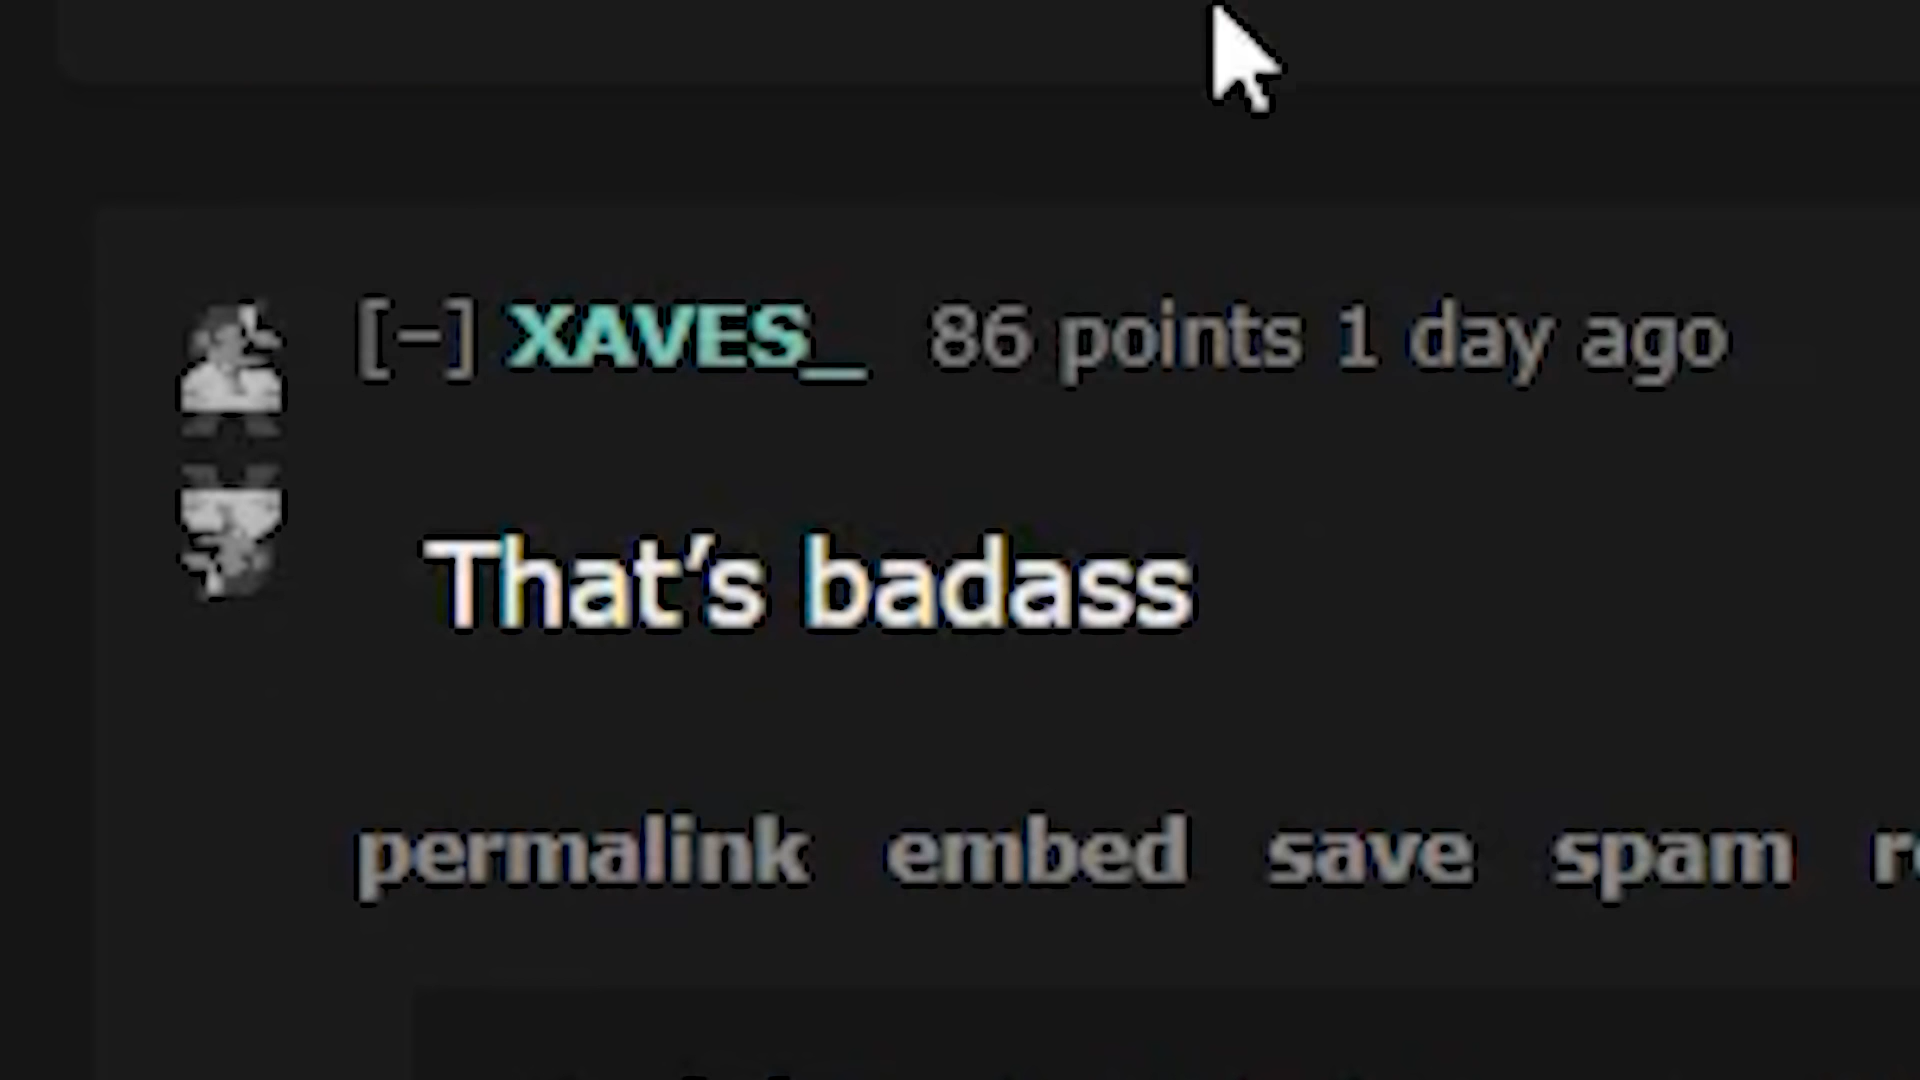 [–] XAVES_ 86 points 1 day ago
That’s badass
permalink embed save spam